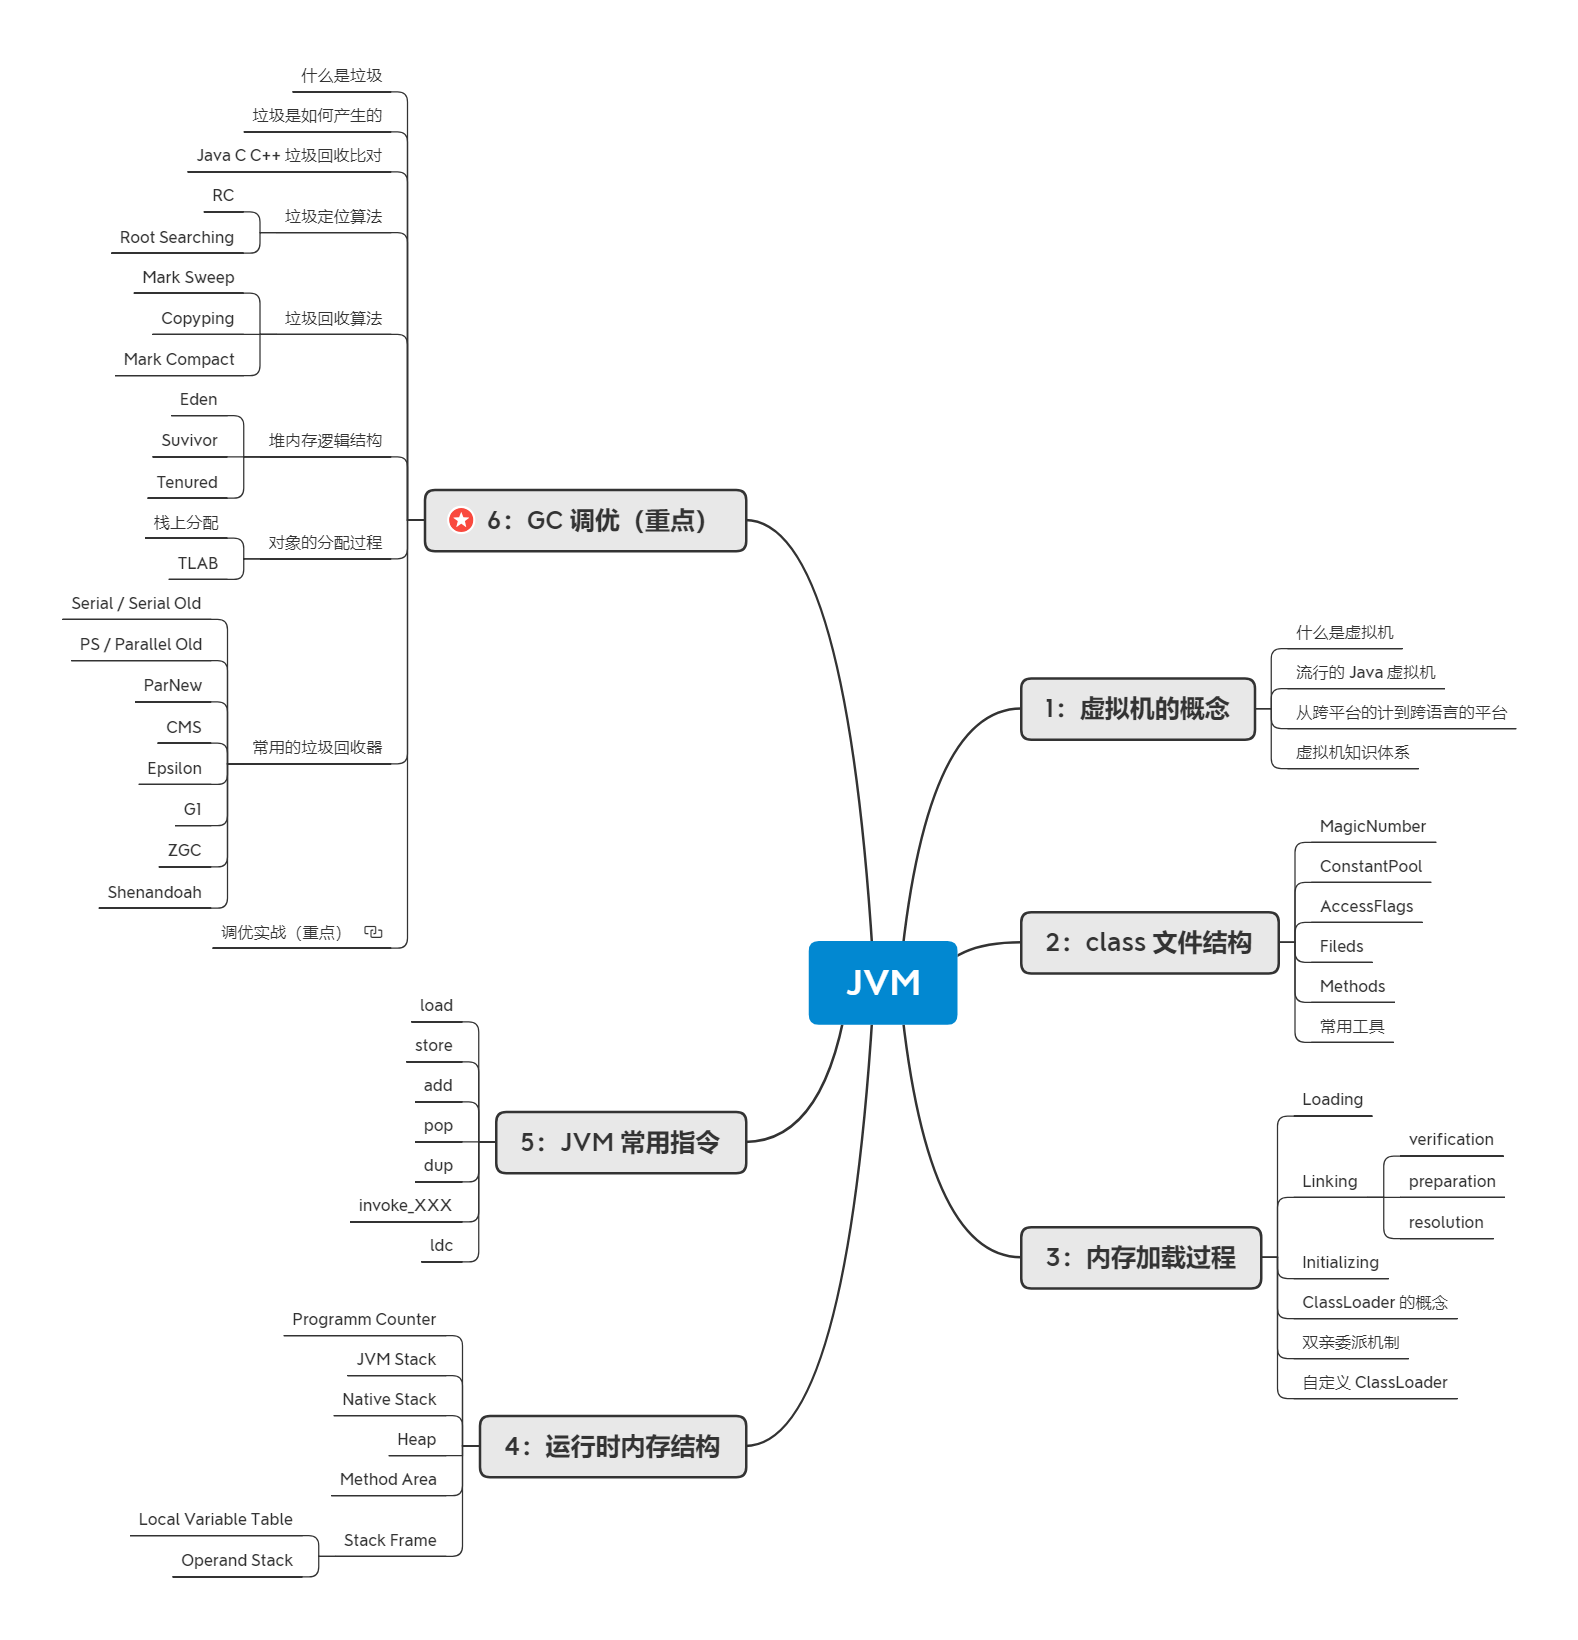 JVM
1：虚拟机的概念
什么是虚拟机
流行的 Java 虚拟机
从跨平台的计到跨语言的平台
虚拟机知识体系
2：class 文件结构
MagicNumber
ConstantPool
AccessFlags
Fileds
Methods
常用工具
3：内存加载过程
Loading
Linking
verification
preparation
resolution
Initializing
ClassLoader 的概念
双亲委派机制
自定义 ClassLoader
4：运行时内存结构
Programm Counter
JVM Stack
Native Stack
Heap
Method Area
Stack Frame
Local Variable Table
Operand Stack
5：JVM 常用指令
load
store
add
pop
dup
invoke_XXX
ldc
6：GC 调优（重点）
什么是垃圾
垃圾是如何产生的
Java C C++ 垃圾回收比对
垃圾定位算法
RC
Root Searching
垃圾回收算法
Mark Sweep
Copyping
Mark Compact
堆内存逻辑结构
Eden
Suvivor
Tenured
对象的分配过程
栈上分配
TLAB
常用的垃圾回收器
Serial / Serial Old
PS / Parallel Old
ParNew
CMS
Epsilon
G1
ZGC
Shenandoah
调优实战（重点）